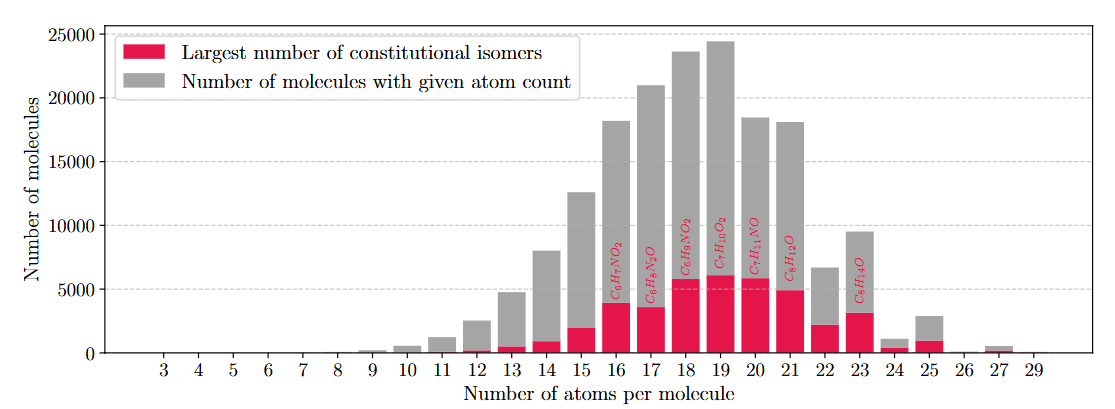 25000
20000
15000
10000
5000
0
Number of molecules
Largest number of constitutional isomers
Number of molecules with given atom count
C₆H₇NO₂
C₆H₈N₂O
C₆H₉NO₂
C₇H₁₀O₂
C₇H₁₁NO
C₈H₁₂O
C₈H₁₄O
3 4 5 6 7 8 9 10 11 12 13 14 15 16 17 18 19 20 21 22 23 24 25 26 27 29
Number of atoms per molecule